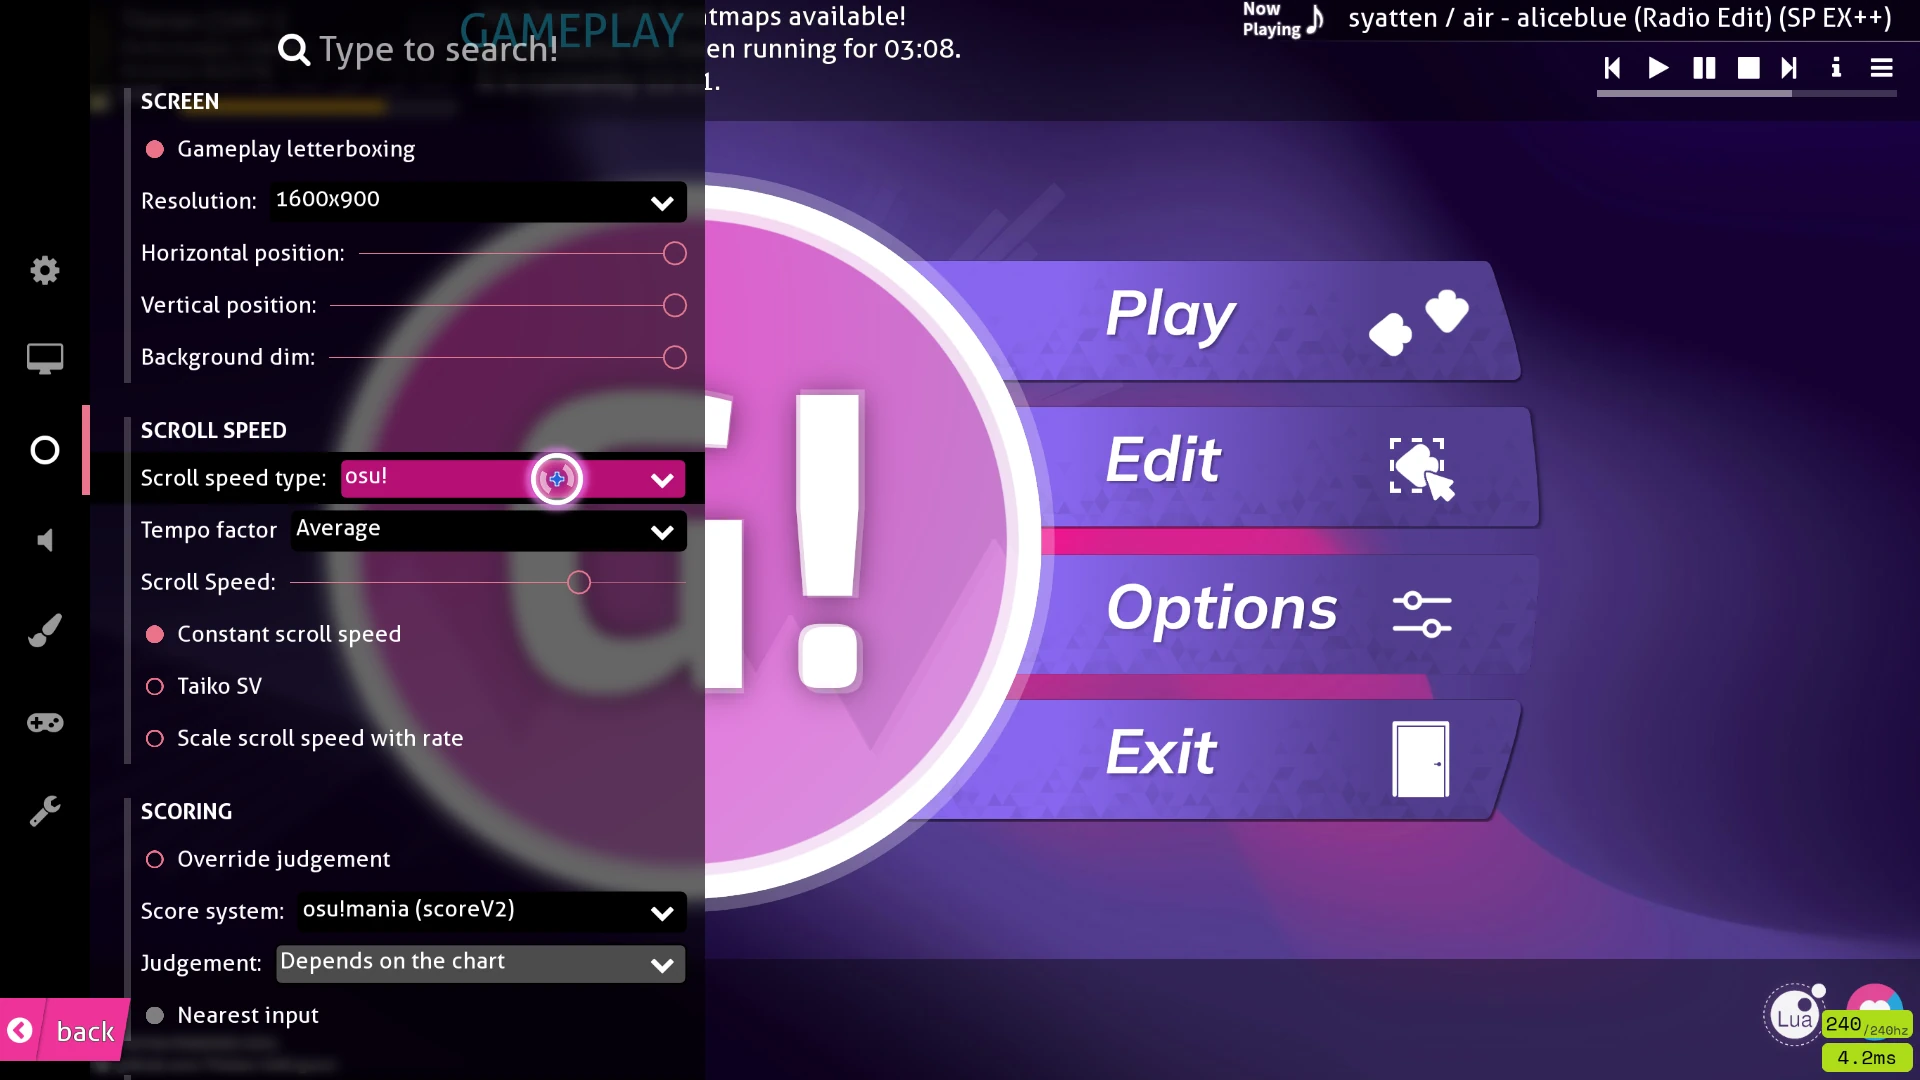 GAMEPLAY
Type to search!
SCREEN
Gameplay letterboxing
Resolution: 1600x900
Horizontal position:
Vertical position:
Background dim:
SCROLL SPEED
Scroll speed type: osu!
Tempo factor Average
Scroll Speed:
Constant scroll speed
Taiko SV
Scale scroll speed with rate
SCORING
Override judgement
Score system: osu!mania (scoreV2)
Judgement: Depends on the chart
Nearest input
back
tmaps available!
en running for 03:08.
1.
Now
Playing
syatten / air - aliceblue (Radio Edit) (SP EX++)
!
Play
Edit
Options
Exit
Lua
240/240hz
4.2ms